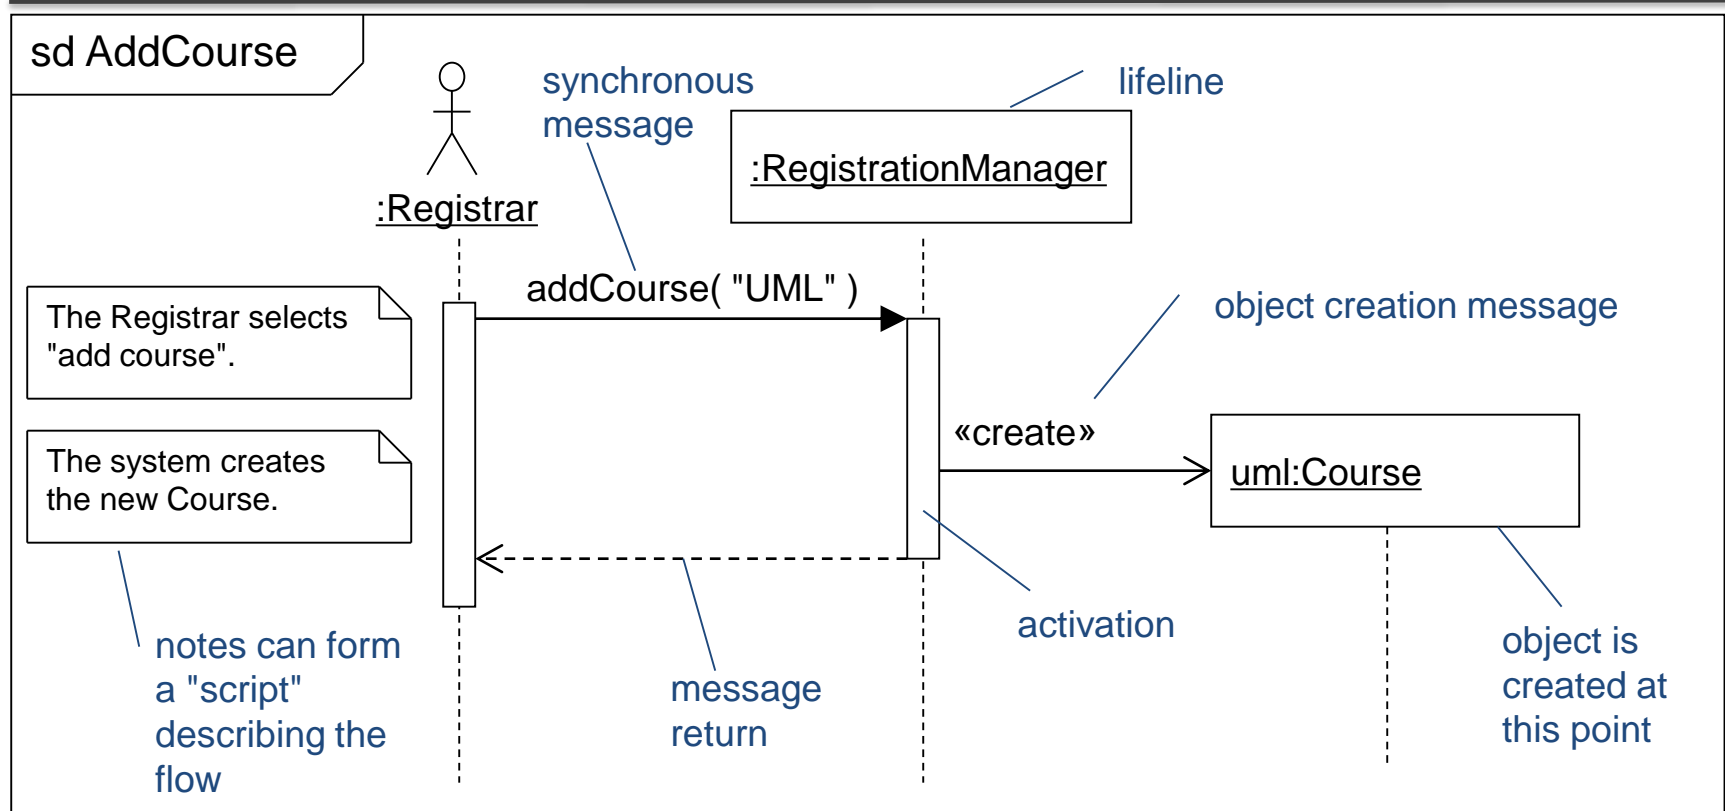 sd AddCourse
synchronous
message
lifeline
:RegistrationManager
:Registrar
addCourse( "UML" )
The Registrar selects
"add course".
object creation message
«create»
The system creates
the new Course.
uml:Course
activation
notes can form
a "script"
describing the
flow
message
return
object is
created at
this point